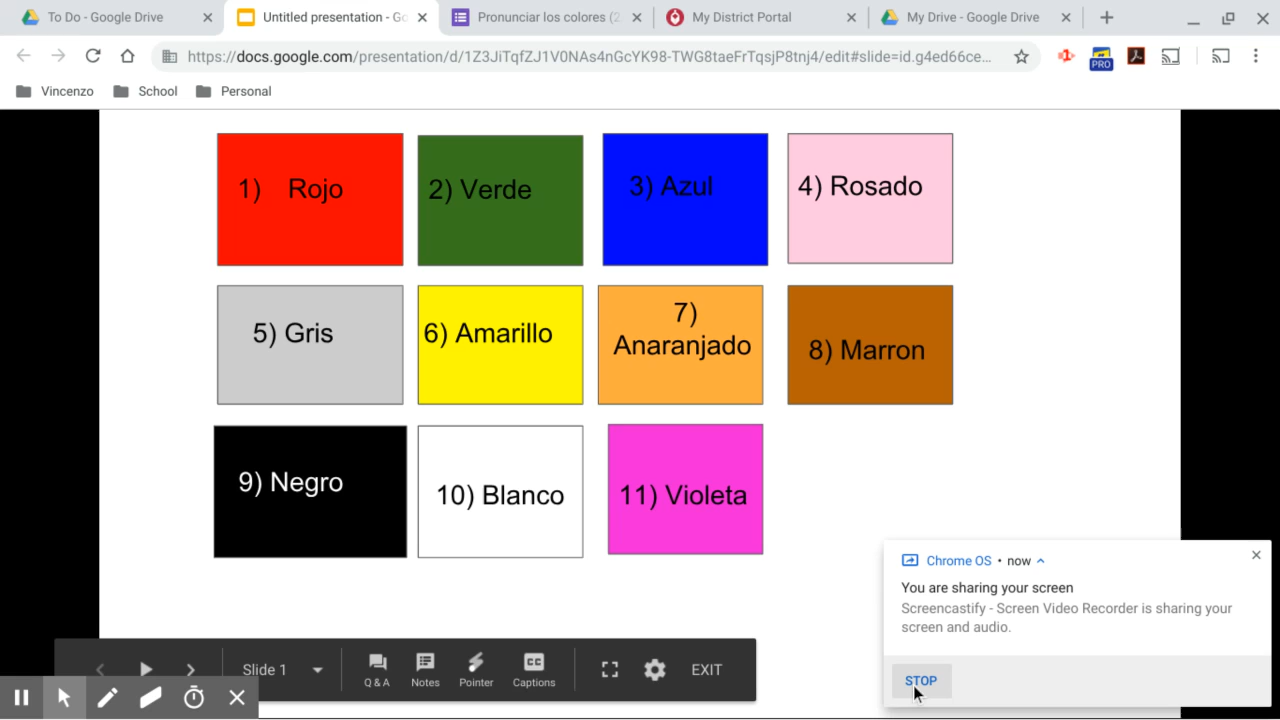 To Do - Google Drive
Untitled presentation - Go
Pronunciar los colores (2
My District Portal
My Drive - Google Drive
https://docs.google.com/presentation/d/1Z3JiTqfZJ1V0NAs4nGcYK98-TWG8taeFrTqsjP8tnj4/edit#slide=id.g4ed66ce...
PRO
Vincenzo
School
Personal
1) Rojo
2) Verde
3) Azul
4) Rosado
5) Gris
6) Amarillo
7)
Anaranjado
8) Marron
9) Negro
10) Blanco
11) Violeta
Chrome OS • now
You are sharing your screen
Screencastify - Screen Video Recorder is sharing your
screen and audio.
STOP
Slide 1
Q & A
Notes
Pointer
CC
Captions
EXIT